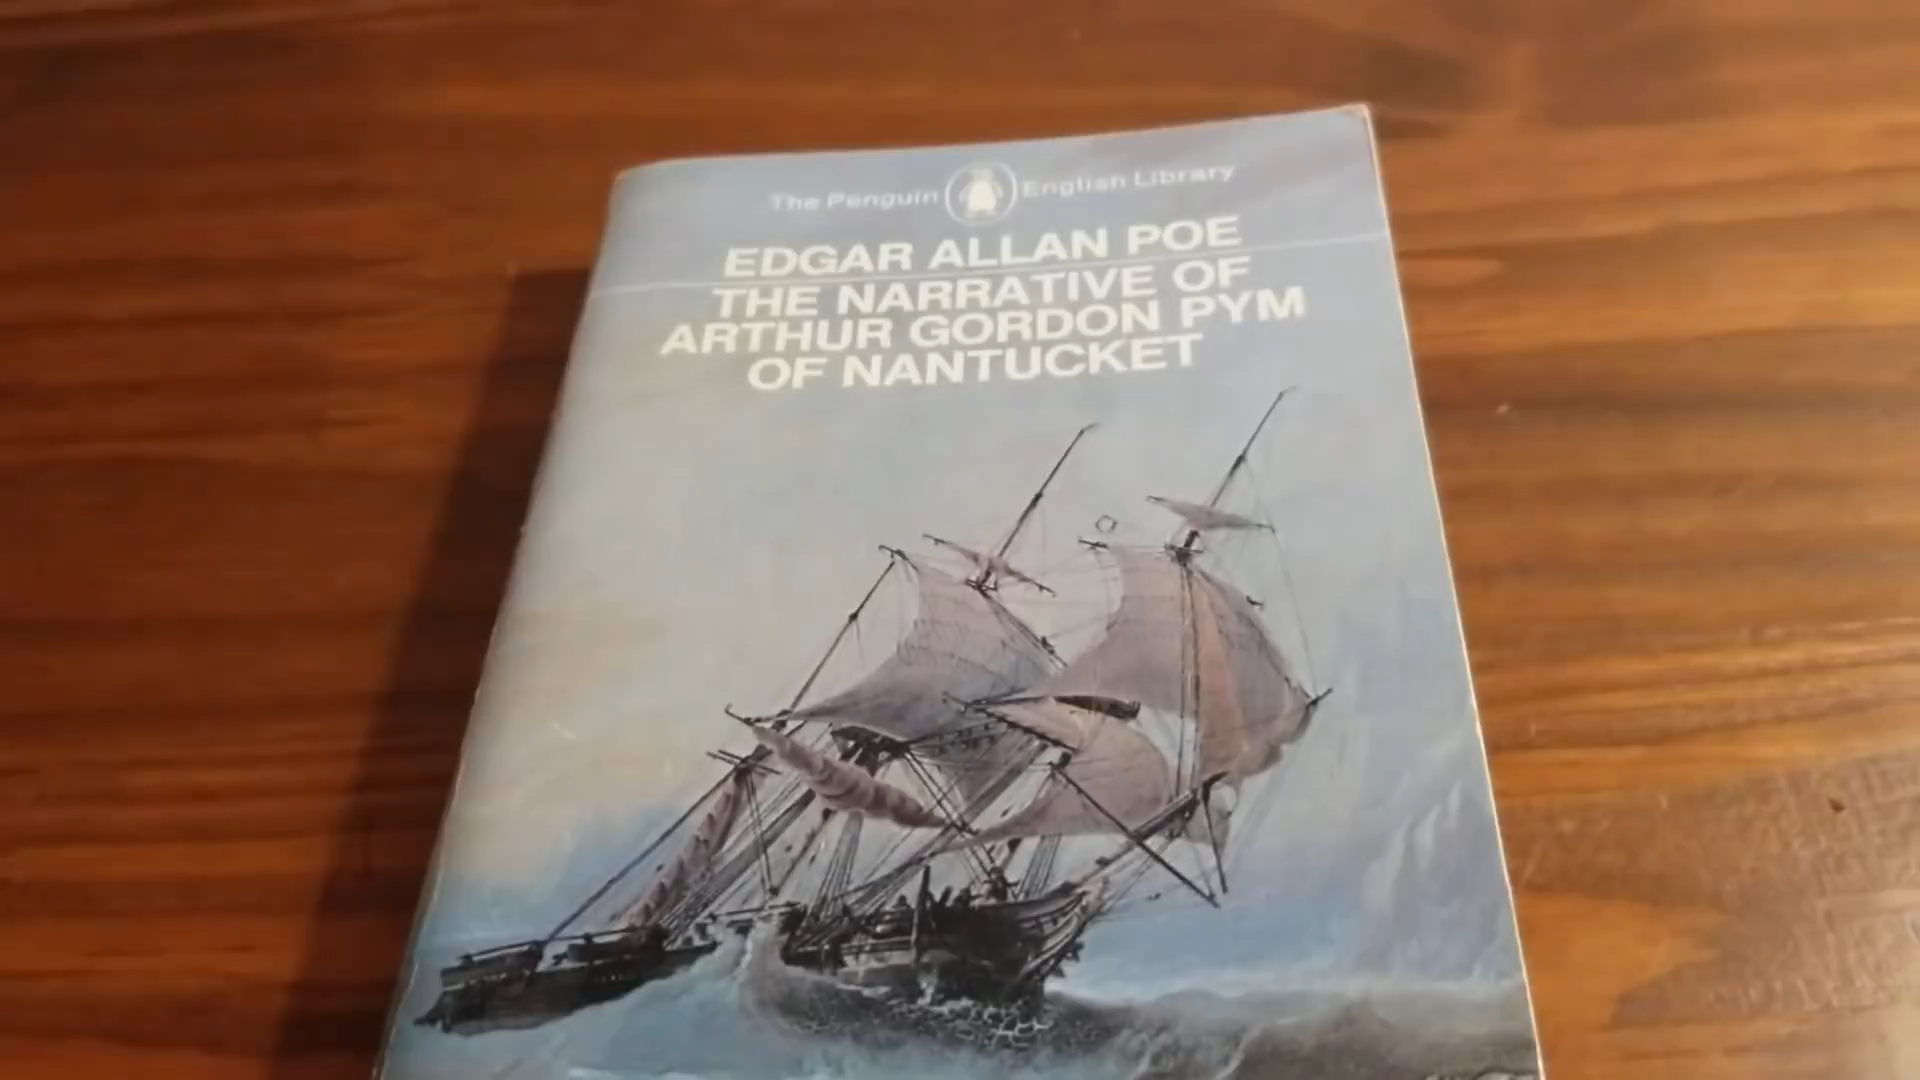 The Penguin English Library
EDGAR ALLAN POE
THE NARRATIVE OF
ARTHUR GORDON PYM
OF NANTUCKET